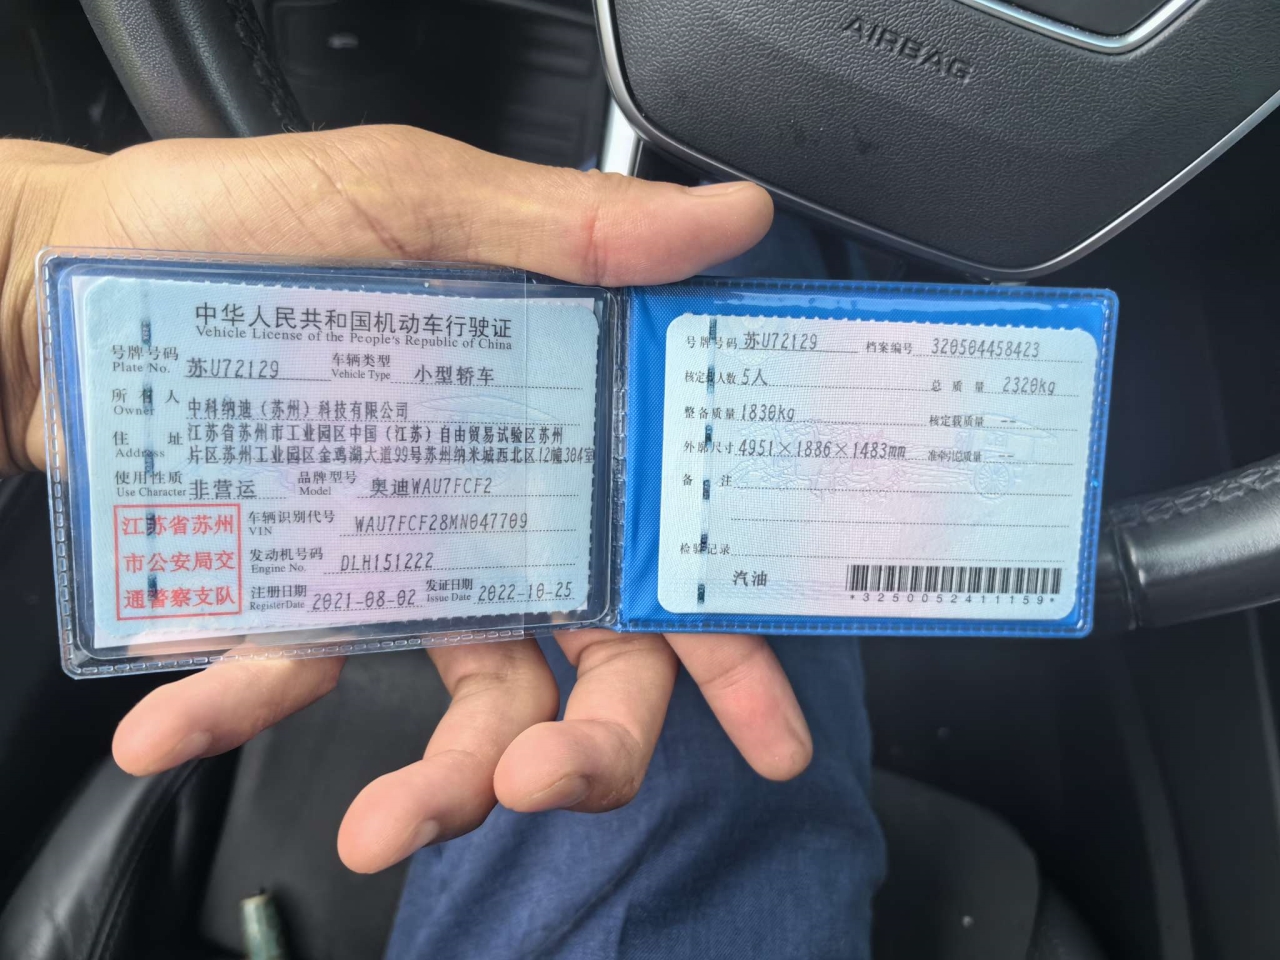 AIRBAG
中华人民共和国机动车行驶证
Vehicle License of the People's Republic of China
号牌号码 苏U72129 车辆类型 小型轿车
Plate No. Vehicle Type
所有人 中科纳迪（苏州）科技有限公司
Owner
住址 江苏省苏州市工业园区中国（江苏）自由贸易试验区苏州
Address 片区苏州工业园区金鸡湖大道99号苏州纳米城西北区12幢304室
使用性质 非营运 品牌型号 奥迪WAU7FCF2
Use Character Model
江苏省苏州
市公安局交
通警察支队
车辆识别代号 WAU7FCF28MN047709
VIN
发动机号码 DLH151222
Engine No.
注册日期 2021-08-02 发证日期 2022-10-25
Register Date Issue Date
号牌号码 苏U72129 档案编号 320504458423
核定载人数 5人 总质量 2320kg
整备质量 1830kg 核定载质量 --
外廓尺寸 4951×1886×1483mm 准牵引总质量 --
备注
检验记录
汽油
*3250052411159*